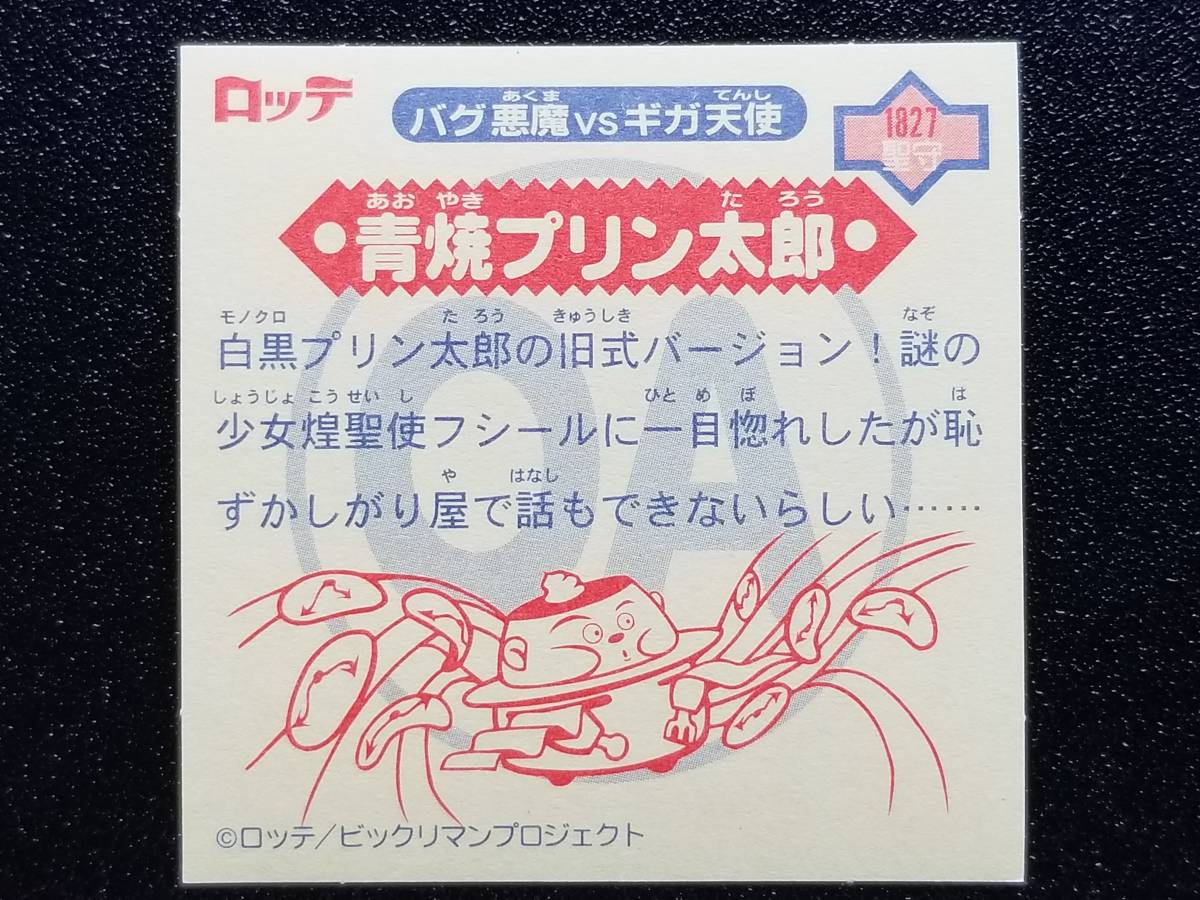 ロッテ
バグ悪魔vsギガ天使
あくま てんし
1827
聖守
あおやき たろう
青焼プリン太郎
モノクロ たろう きゅうしき なぞ
白黒プリン太郎の旧式バージョン!謎の
しょうじょ こうせいし ひとめぼ は
少女煌聖使フシールに一目惚れしたが恥
や はなし
ずかしがり屋で話もできないらしい……
OA
©ロッテ/ビックリマンプロジェクト